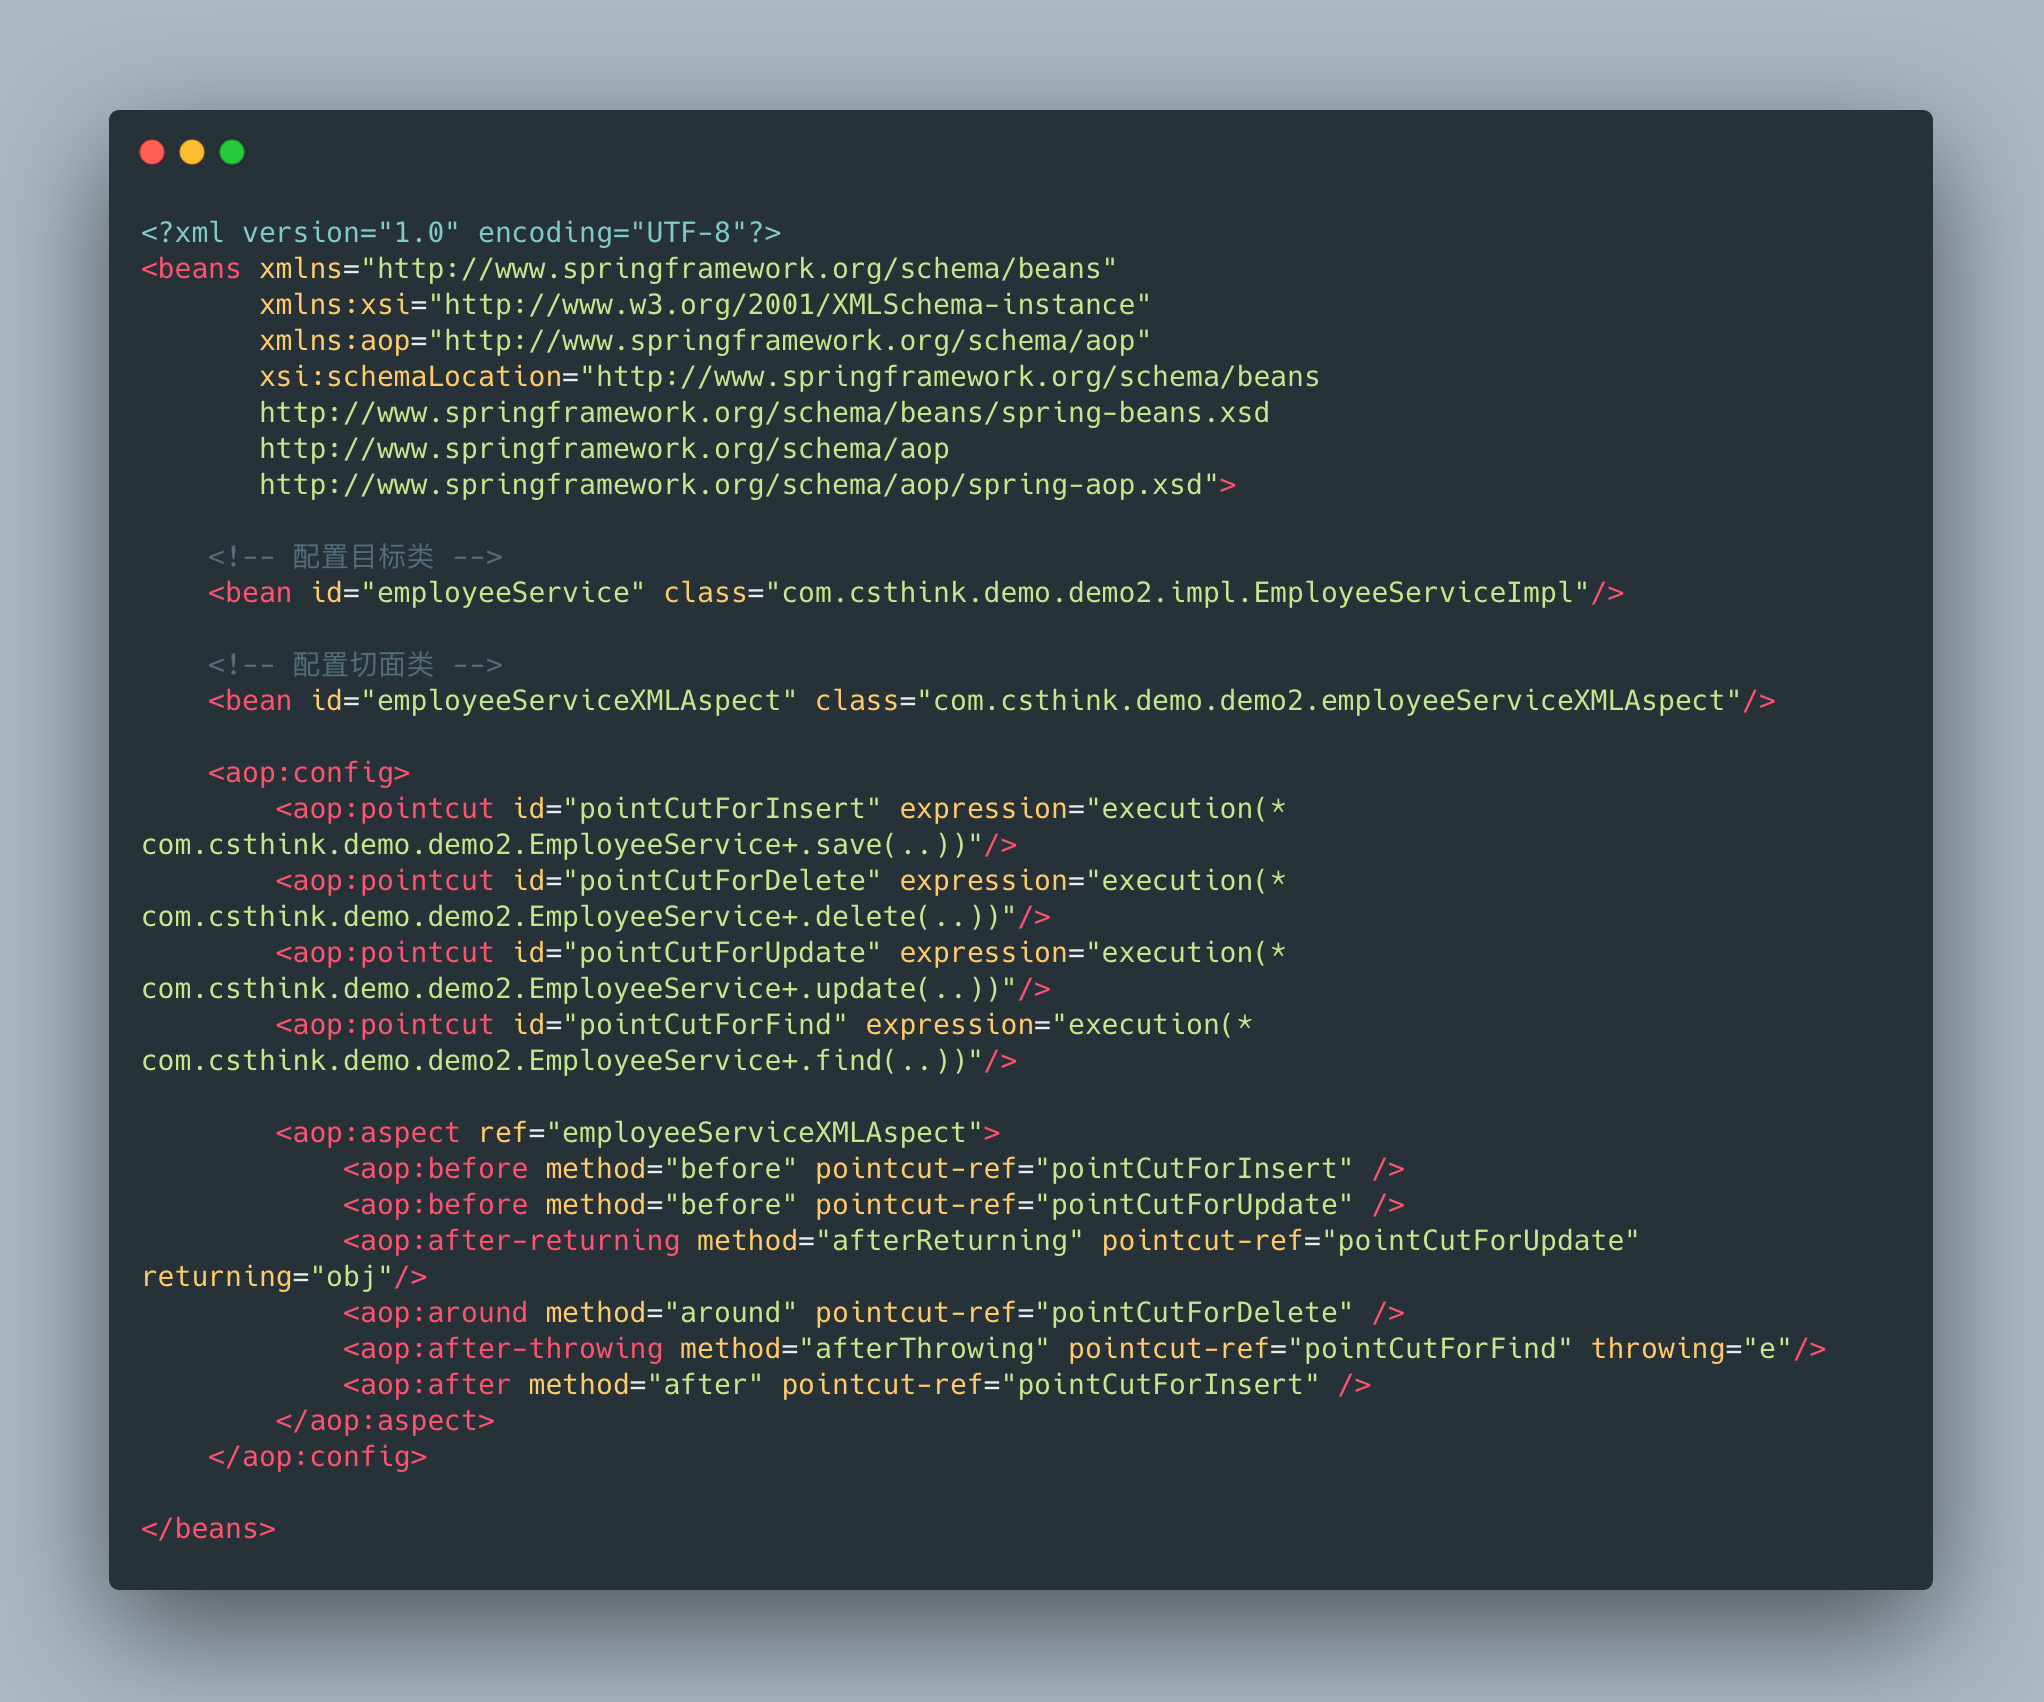 <?xml version="1.0" encoding="UTF-8"?>
<beans xmlns="http://www.springframework.org/schema/beans"
       xmlns:xsi="http://www.w3.org/2001/XMLSchema-instance"
       xmlns:aop="http://www.springframework.org/schema/aop"
       xsi:schemaLocation="http://www.springframework.org/schema/beans
       http://www.springframework.org/schema/beans/spring-beans.xsd
       http://www.springframework.org/schema/aop
       http://www.springframework.org/schema/aop/spring-aop.xsd">

    <!-- 配置目标类 -->
    <bean id="employeeService" class="com.csthink.demo.demo2.impl.EmployeeServiceImpl"/>

    <!-- 配置切面类 -->
    <bean id="employeeServiceXMLAspect" class="com.csthink.demo.demo2.employeeServiceXMLAspect"/>

    <aop:config>
        <aop:pointcut id="pointCutForInsert" expression="execution(*
com.csthink.demo.demo2.EmployeeService+.save(..))"/>
        <aop:pointcut id="pointCutForDelete" expression="execution(*
com.csthink.demo.demo2.EmployeeService+.delete(..))"/>
        <aop:pointcut id="pointCutForUpdate" expression="execution(*
com.csthink.demo.demo2.EmployeeService+.update(..))"/>
        <aop:pointcut id="pointCutForFind" expression="execution(*
com.csthink.demo.demo2.EmployeeService+.find(..))"/>

        <aop:aspect ref="employeeServiceXMLAspect">
            <aop:before method="before" pointcut-ref="pointCutForInsert" />
            <aop:before method="before" pointcut-ref="pointCutForUpdate" />
            <aop:after-returning method="afterReturning" pointcut-ref="pointCutForUpdate"
returning="obj"/>
            <aop:around method="around" pointcut-ref="pointCutForDelete" />
            <aop:after-throwing method="afterThrowing" pointcut-ref="pointCutForFind" throwing="e"/>
            <aop:after method="after" pointcut-ref="pointCutForInsert" />
        </aop:aspect>
    </aop:config>

</beans>